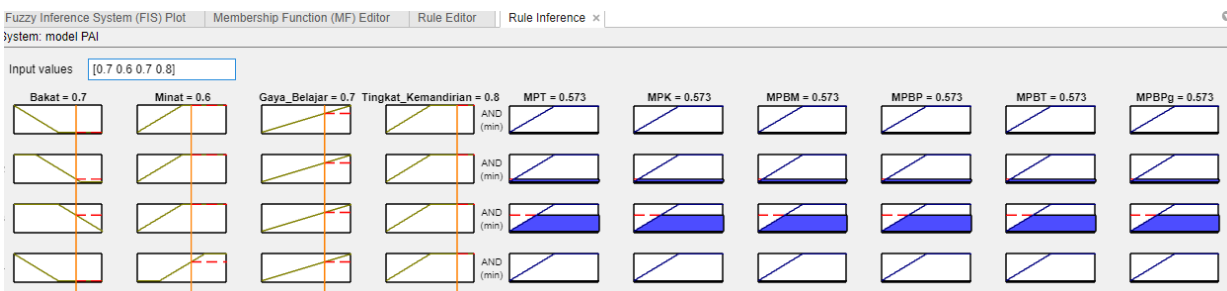 Fuzzy Inference System (FIS) Plot Membership Function (MF) Editor Rule Editor Rule Inference ×
System: model PAI
Input values [0.7 0.6 0.7 0.8]
Bakat = 0.7 Minat = 0.6 Gaya_Belajar = 0.7 Tingkat_Kemandirian = 0.8 MPT = 0.573 MPK = 0.573 MPBM = 0.573 MPBP = 0.573 MPBT = 0.573 MPBPg = 0.573
AND
(min)
AND
(min)
AND
(min)
AND
(min)